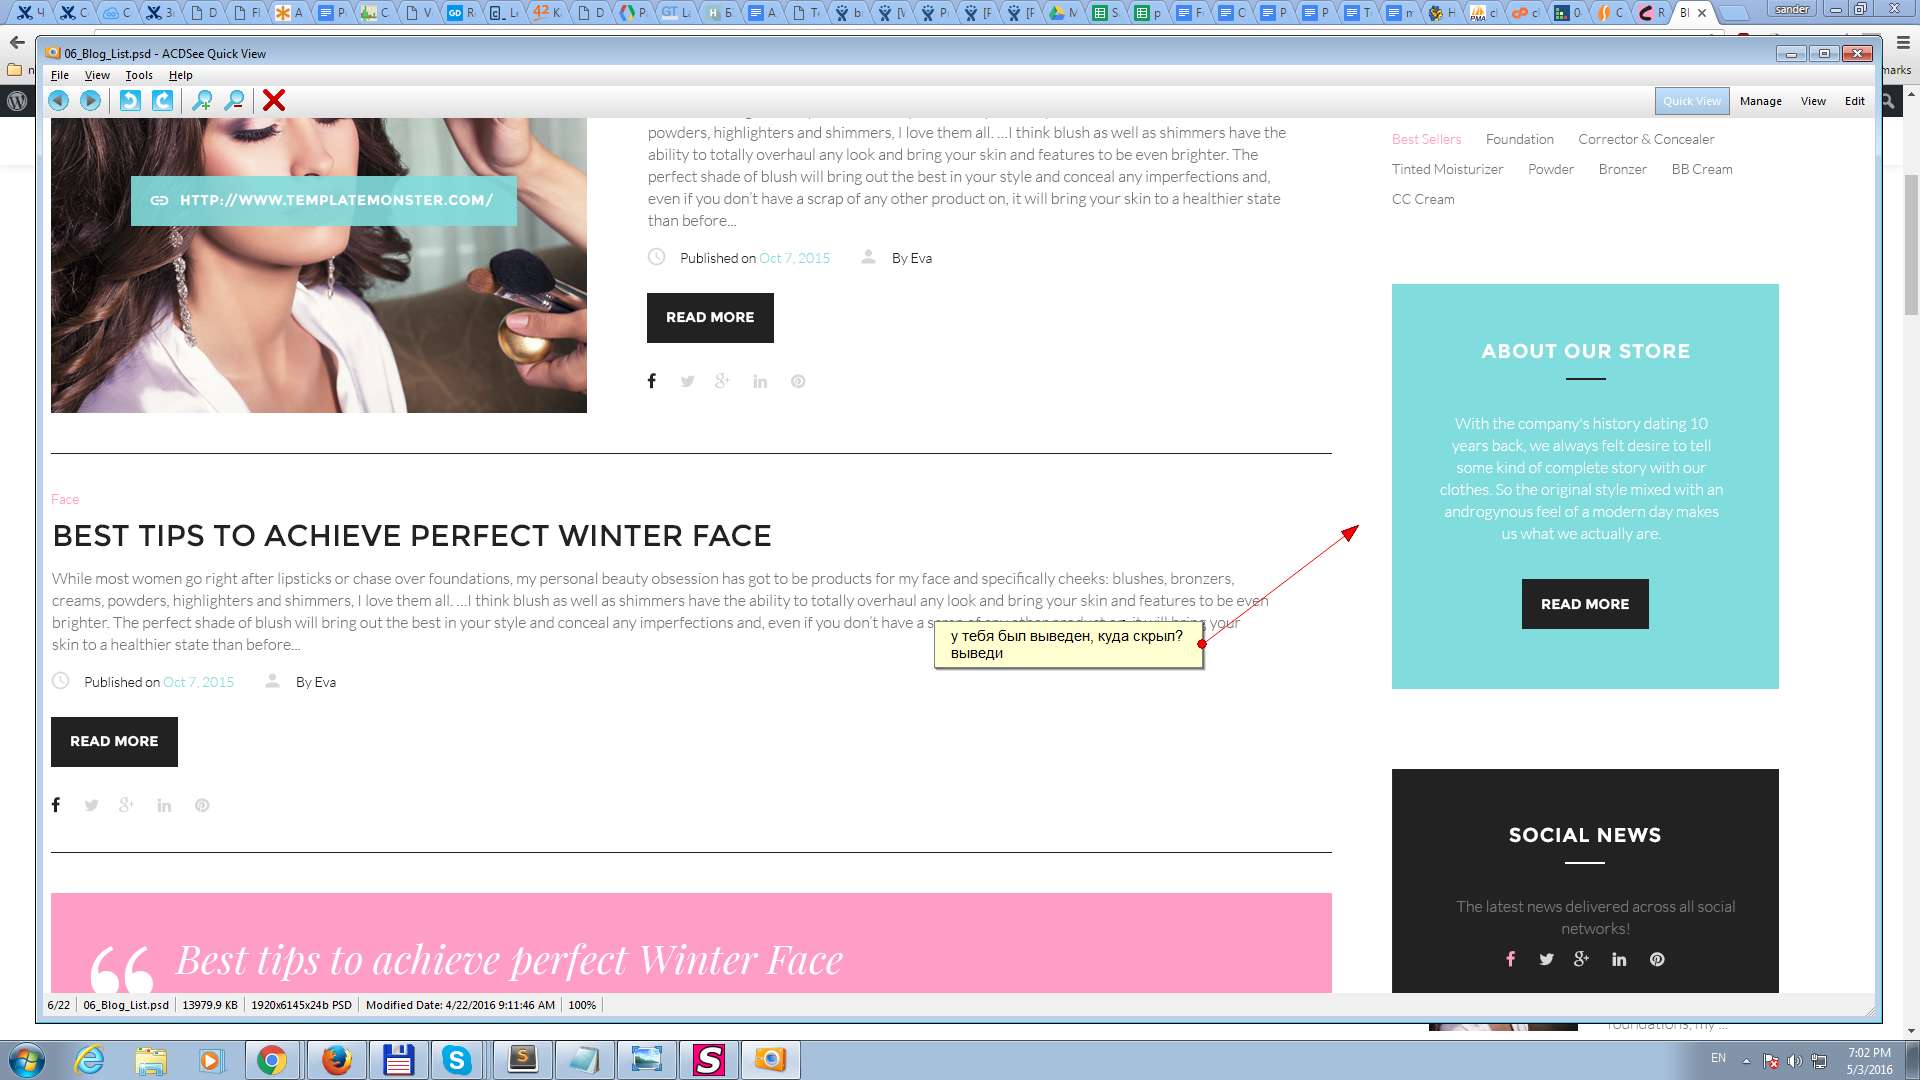 sander
06_Blog_List.psd - ACDSee Quick View
File View Tools Help
Quick View Manage View Edit
marks
HTTP://WWW.TEMPLATEMONSTER.COM/
powders, highlighters and shimmers, I love them all. ...I think blush as well as shimmers have the
ability to totally overhaul any look and bring your skin and features to be even brighter. The
perfect shade of blush will bring out the best in your style and conceal any imperfections and,
even if you don't have a scrap of any other product on, it will bring your skin to a healthier state
than before...
Published on Oct 7, 2015 By Eva
READ MORE
Best Sellers Foundation Corrector & Concealer
Tinted Moisturizer Powder Bronzer BB Cream
CC Cream
ABOUT OUR STORE
With the company's history dating 10
years back, we always felt desire to tell
some kind of complete story with our
clothes. So the original style mixed with an
androgynous feel of a modern day makes
us what we actually are.
READ MORE
Face
BEST TIPS TO ACHIEVE PERFECT WINTER FACE
While most women go right after lipsticks or chase over foundations, my personal beauty obsession has got to be products for my face and specifically cheeks: blushes, bronzers,
creams, powders, highlighters and shimmers, I love them all. ...I think blush as well as shimmers have the ability to totally overhaul any look and bring your skin and features to be even
brighter. The perfect shade of blush will bring out the best in your style and conceal any imperfections and, even if you don't have a scrap of any other product on, it will bring your
skin to a healthier state than before...
у тебя был выведен, куда скрыл?
выведи
Published on Oct 7, 2015 By Eva
READ MORE
SOCIAL NEWS
The latest news delivered across all social
networks!
Best tips to achieve perfect Winter Face
6/22 06_Blog_List.psd 13979.9 KB 1920x6145x24b PSD Modified Date: 4/22/2016 9:11:46 AM 100%
foundations, my ...
EN 7:02 PM
5/3/2016